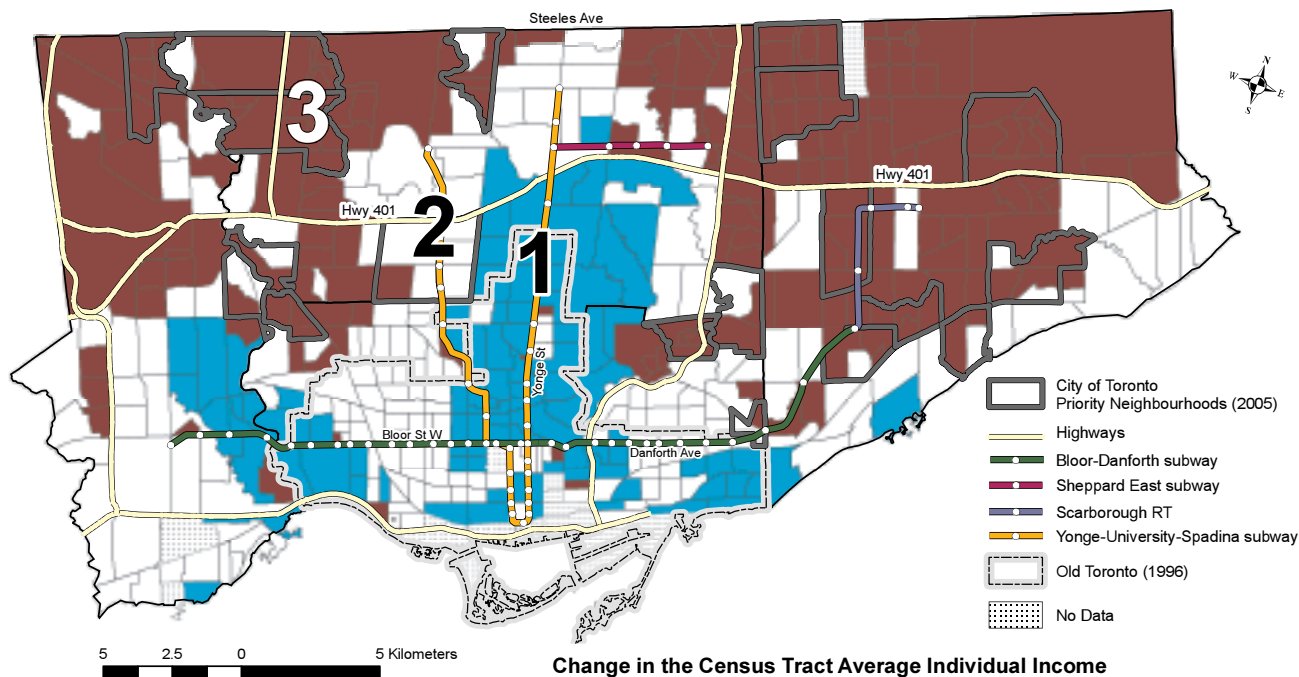 Steeles Ave
N
W
E
S
3
Hwy 401
Hwy 401
2
1
Yonge St
Bloor St W
Danforth Ave
City of Toronto
Priority Neighbourhoods (2005)
Highways
Bloor-Danforth subway
Sheppard East subway
Scarborough RT
Yonge-University-Spadina subway
Old Toronto (1996)
No Data
5 2.5 0 5 Kilometers
Change in the Census Tract Average Individual Income